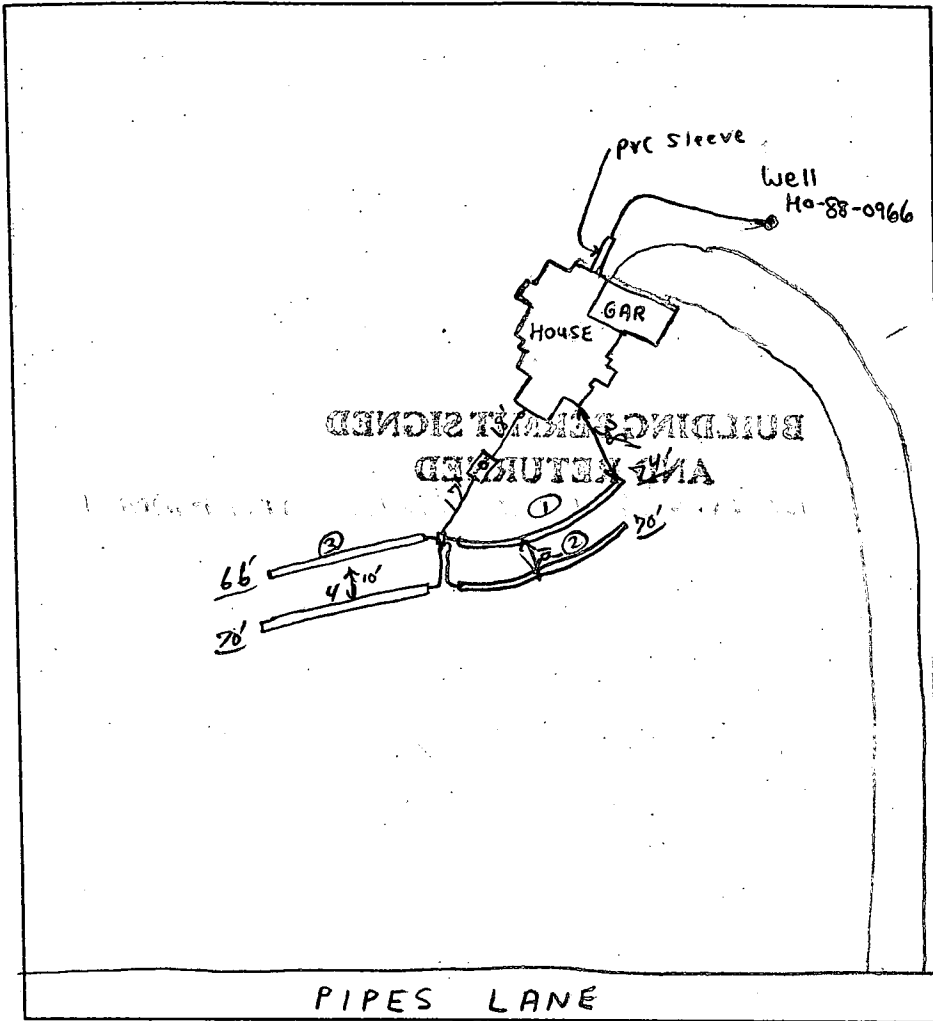 PVC Sleeve
Well
HO-88-0966
GAR
HOUSE
BUILDING PERMIT SIGNED
AND RETURNED
17'
①
②
70'
③
66'
10'
4
70'
PIPES LANE